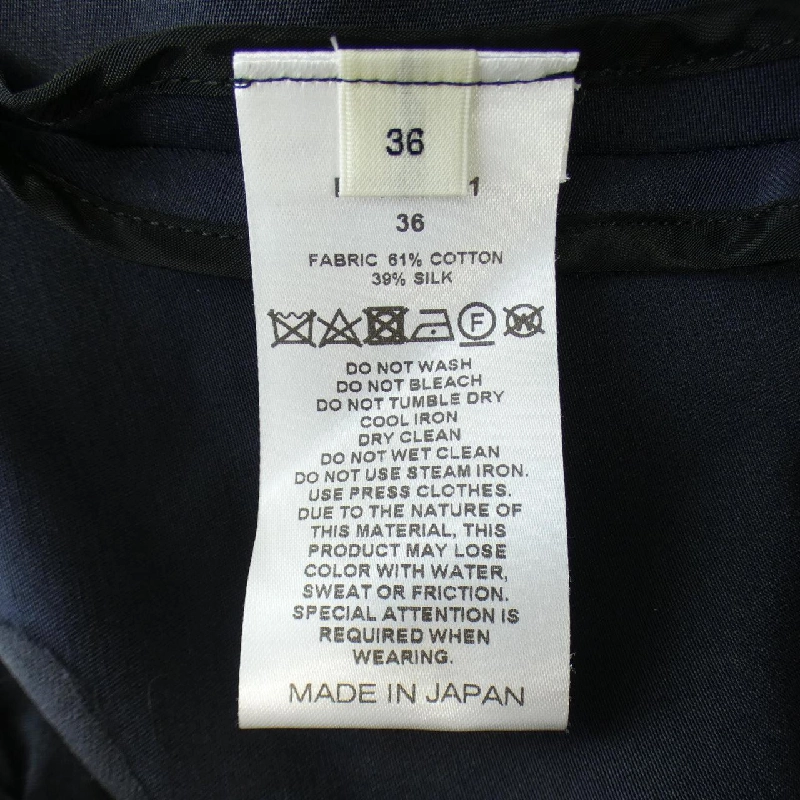 36
1
36
FABRIC 61% COTTON
39% SILK
F W
DO NOT WASH
DO NOT BLEACH
DO NOT TUMBLE DRY
COOL IRON
DRY CLEAN
DO NOT WET CLEAN
DO NOT USE STEAM IRON.
USE PRESS CLOTHES.
DUE TO THE NATURE OF
THIS MATERIAL, THIS
PRODUCT MAY LOSE
COLOR WITH WATER,
SWEAT OR FRICTION.
SPECIAL ATTENTION IS
REQUIRED WHEN
WEARING.
MADE IN JAPAN